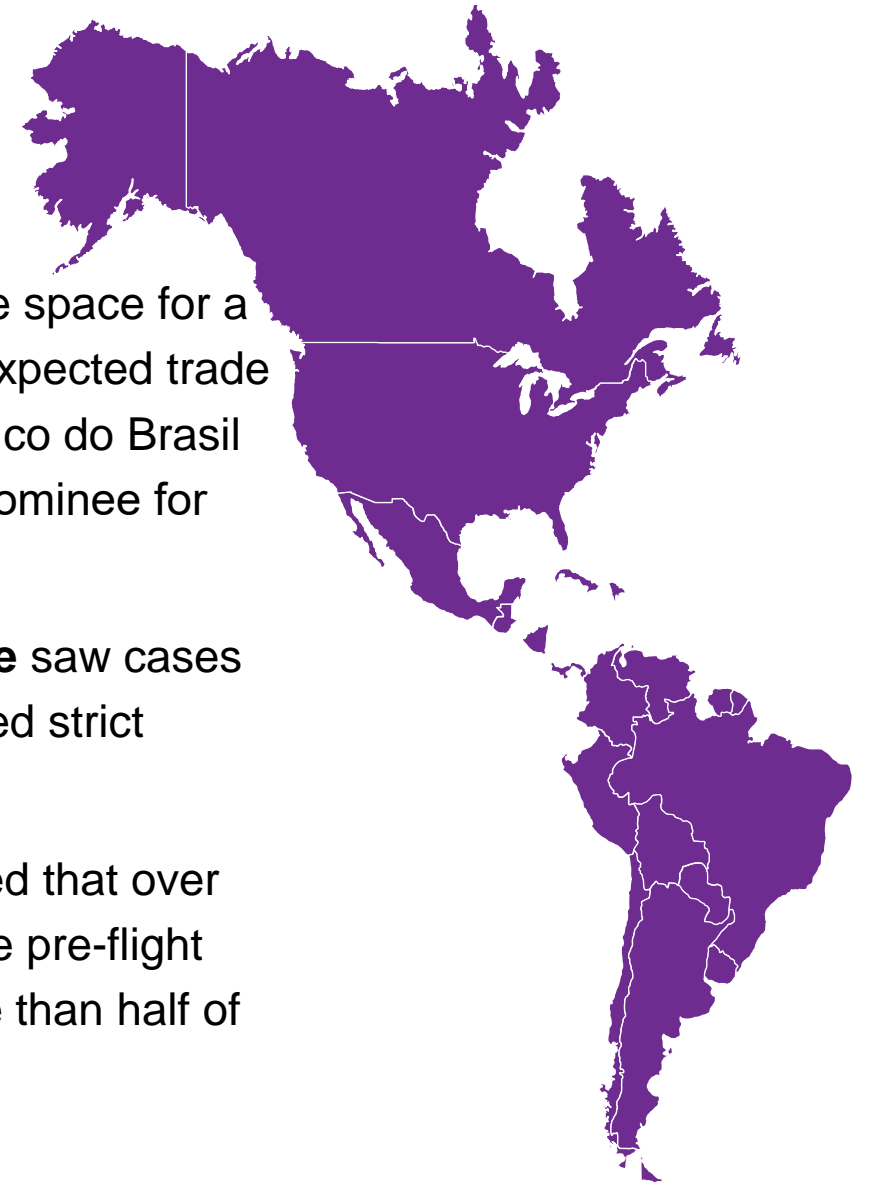 e space for a
xpected trade
co do Brasil
ominee for
e saw cases
ed strict
ed that over
e pre-flight
e than half of